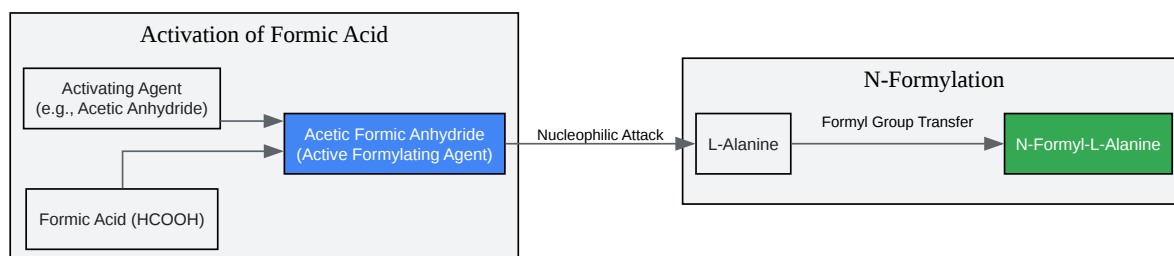 Activation of Formic Acid
Activating Agent
(e.g., Acetic Anhydride)
Acetic Formic Anhydride
(Active Formylating Agent)
Formic Acid (HCOOH)
Nucleophilic Attack
N-Formylation
L-Alanine
Formyl Group Transfer
N-Formyl-L-Alanine